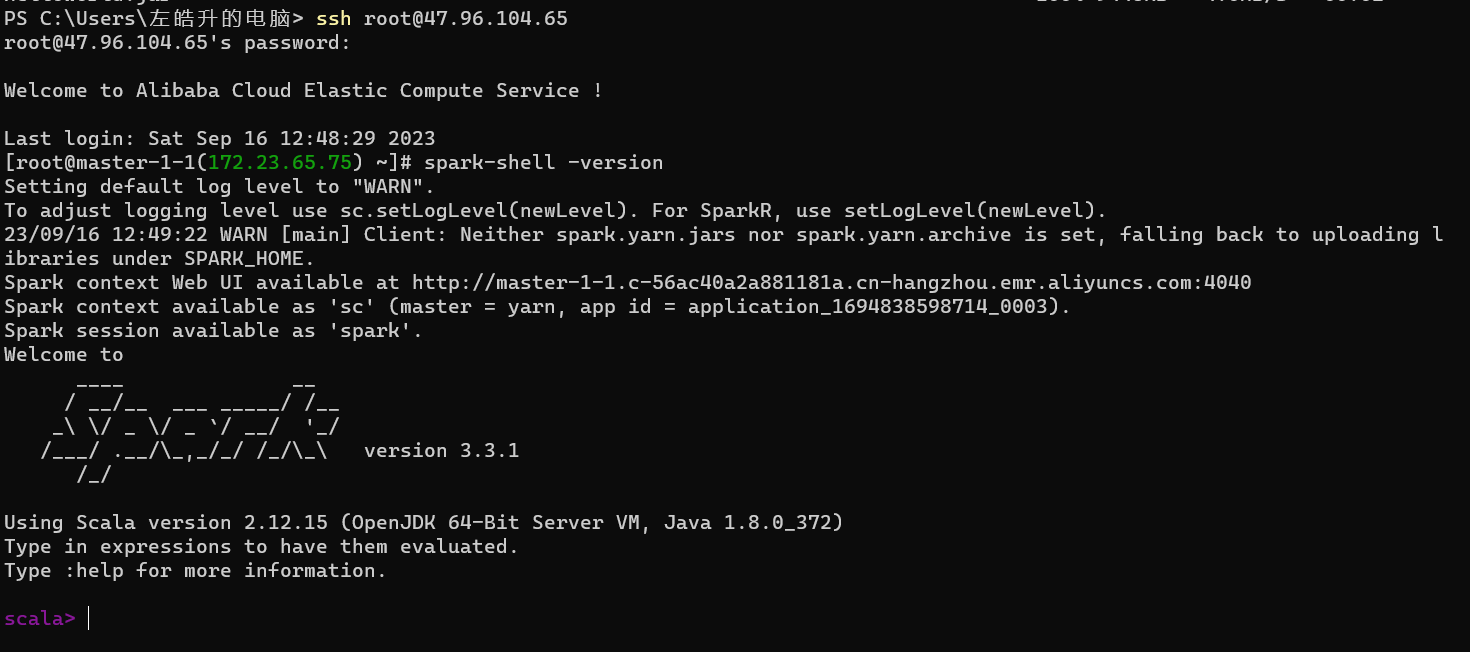 PS C:\Users\左皓升的电脑> ssh root@47.96.104.65
root@47.96.104.65's password:
Welcome to Alibaba Cloud Elastic Compute Service !
Last login: Sat Sep 16 12:48:29 2023
[root@master-1-1(172.23.65.75) ~]# spark-shell -version
Setting default log level to "WARN".
To adjust logging level use sc.setLogLevel(newLevel). For SparkR, use setLogLevel(newLevel).
23/09/16 12:49:22 WARN [main] Client: Neither spark.yarn.jars nor spark.yarn.archive is set, falling back to uploading l
ibraries under SPARK_HOME.
Spark context Web UI available at http://master-1-1.c-56ac40a2a881181a.cn-hangzhou.emr.aliyuncs.com:4040
Spark context available as 'sc' (master = yarn, app id = application_1694838598714_0003).
Spark session available as 'spark'.
Welcome to
      ____              __
     / __/__  ___ _____/ /__
    _\ \/ _ \/ _ `/ __/  '_/
   /___/ .__/\_,_/_/ /_/\_\   version 3.3.1
      /_/
Using Scala version 2.12.15 (OpenJDK 64-Bit Server VM, Java 1.8.0_372)
Type in expressions to have them evaluated.
Type :help for more information.
scala>